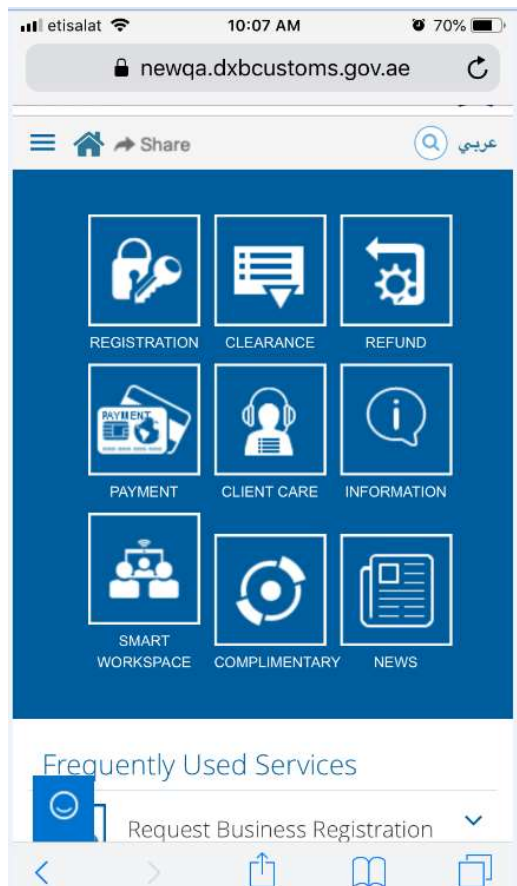 etisalat 10:07 AM 70%
newqa.dxbcustoms.gov.ae
Share عربي
REGISTRATION CLEARANCE REFUND
PAYMENT
PAYMENT CLIENT CARE INFORMATION
SMART
WORKSPACE COMPLIMENTARY NEWS
Frequently Used Services
Request Business Registration